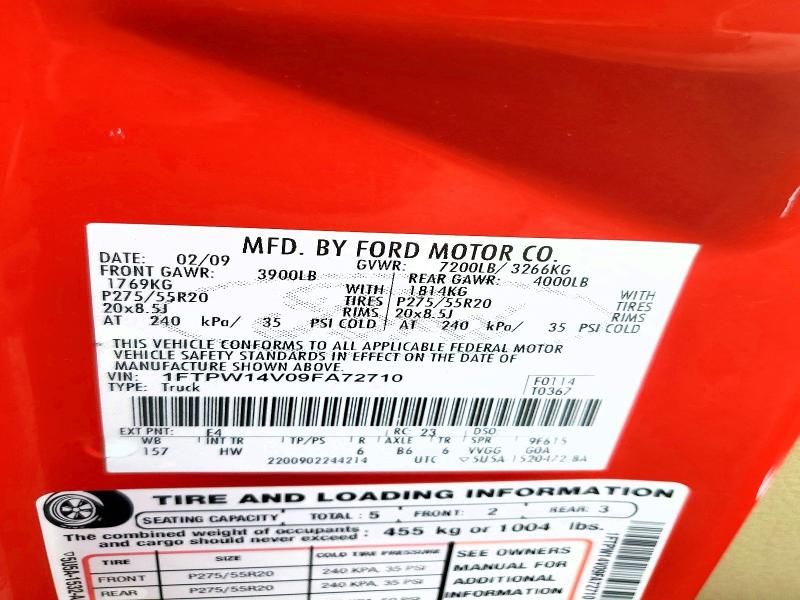 MFD. BY FORD MOTOR CO.
DATE: 02/09 GVWR: 7200LB/ 3266KG
FRONT GAWR: 3900LB REAR GAWR: 4000LB
1769KG WITH 1814KG WITH
P275/55R20 TIRES P275/55R20 TIRES
20x8.5J RIMS 20x8.5J RIMS
AT 240 kPa/ 35 PSI COLD AT 240 kPa/ 35 PSI COLD
THIS VEHICLE CONFORMS TO ALL APPLICABLE FEDERAL MOTOR
VEHICLE SAFETY STANDARDS IN EFFECT ON THE DATE OF
MANUFACTURE SHOWN ABOVE.
VIN: 1FTPW14V09FA72710 F0114
TYPE: Truck T0367
EXT PNT: E4 RC: 23 DSO:
WB INT TR TP/PS R AXLE TR SPR 9F615
157 HW 6 B6 6 VVGG GOA
2200902244214 UTC ▽5U5A-1520472-BA
TIRE AND LOADING INFORMATION
SEATING CAPACITY TOTAL : 5 FRONT: 2 REAR: 3
The combined weight of occupants and cargo should never exceed : 455 kg or 1004 lbs.
TIRE SIZE COLD TIRE PRESSURE SEE OWNERS
FRONT P275/55R20 240 KPA, 35 PSI MANUAL FOR
REAR P275/55R20 240 KPA, 35 PSI ADDITIONAL
INFORMATION